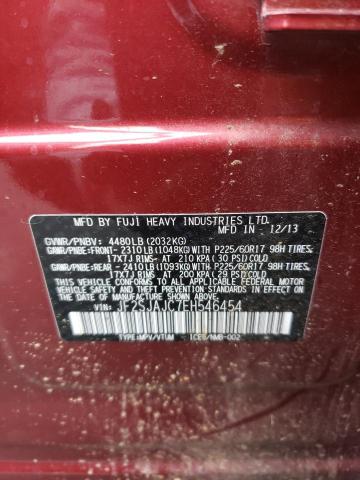 MFD BY FUJI HEAVY INDUSTRIES LTD.
MFD IN 12/13
GVWR/PNBV: 4480LB (2032KG)
GAWR/PNBE:FRONT- 2310LB(1048KG)WITH P225/60R17 98H TIRES,
17X7J RIMS-AT 210 KPA (30 PSI) COLD
GAWR/PNBE:REAR - 2410LB(1093KG)WITH P225/60R17 98H TIRES
17X7J RIMS-AT 200 KPA (29 PSI) COLD
THIS VEHICLE CONFORMS TO ALL APPLICABLE FEDERAL MOTOR
VEHICLE SAFETY, BUMPER, AND THEFT PREVENTION STANDARDS
IN EFFECT ON THE DATE OF MANUFACTURE SHOWN ABOVE.
VIN: JF2SJAJC7EH546454
TYPE:MPV/VTUM